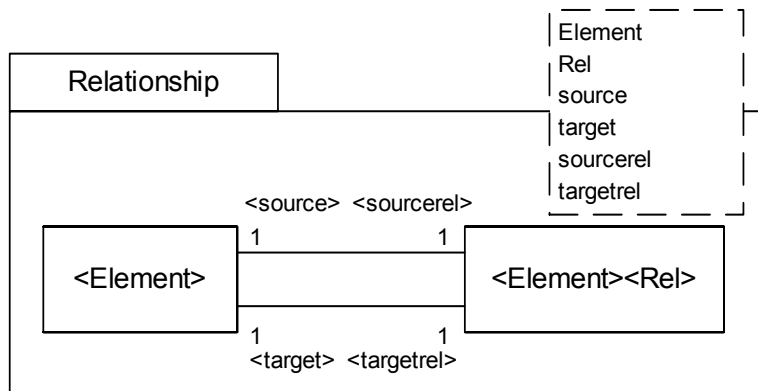 Element
Rel
source
target
sourcerel
targetrel
Relationship
<source> <sourcerel>
1 1
<Element> <Element><Rel>
1 1
<target> <targetrel>